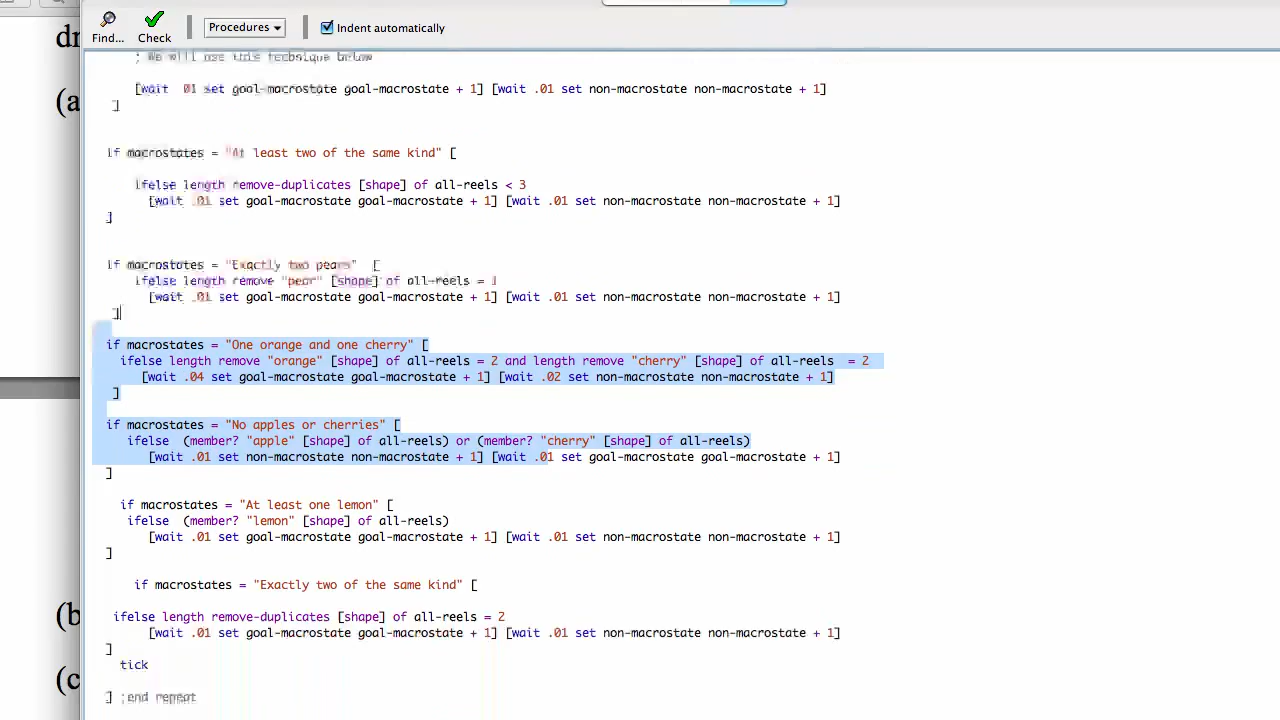 dr
Find...
Check
Procedures
Indent automatically
(a
; We will use this technique below
[wait .01 set goal-macrostate goal-macrostate + 1] [wait .01 set non-macrostate non-macrostate + 1]
]
if macrostates = "At least two of the same kind" [
ifelse length remove-duplicates [shape] of all-reels < 3
[wait .01 set goal-macrostate goal-macrostate + 1] [wait .01 set non-macrostate non-macrostate + 1]
]
if macrostates = "Exactly two pears" [
ifelse length remove "pear" [shape] of all-reels = 1
[wait .01 set goal-macrostate goal-macrostate + 1] [wait .01 set non-macrostate non-macrostate + 1]
]
if macrostates = "One orange and one cherry" [
ifelse length remove "orange" [shape] of all-reels = 2 and length remove "cherry" [shape] of all-reels = 2
[wait .04 set goal-macrostate goal-macrostate + 1] [wait .02 set non-macrostate non-macrostate + 1]
]
if macrostates = "No apples or cherries" [
ifelse (member? "apple" [shape] of all-reels) or (member? "cherry" [shape] of all-reels)
[wait .01 set non-macrostate non-macrostate + 1] [wait .01 set goal-macrostate goal-macrostate + 1]
]
if macrostates = "At least one lemon" [
ifelse (member? "lemon" [shape] of all-reels)
[wait .01 set goal-macrostate goal-macrostate + 1] [wait .01 set non-macrostate non-macrostate + 1]
]
if macrostates = "Exactly two of the same kind" [
(b
ifelse length remove-duplicates [shape] of all-reels = 2
[wait .01 set goal-macrostate goal-macrostate + 1] [wait .01 set non-macrostate non-macrostate + 1]
]
tick
(c
] ;end repeat